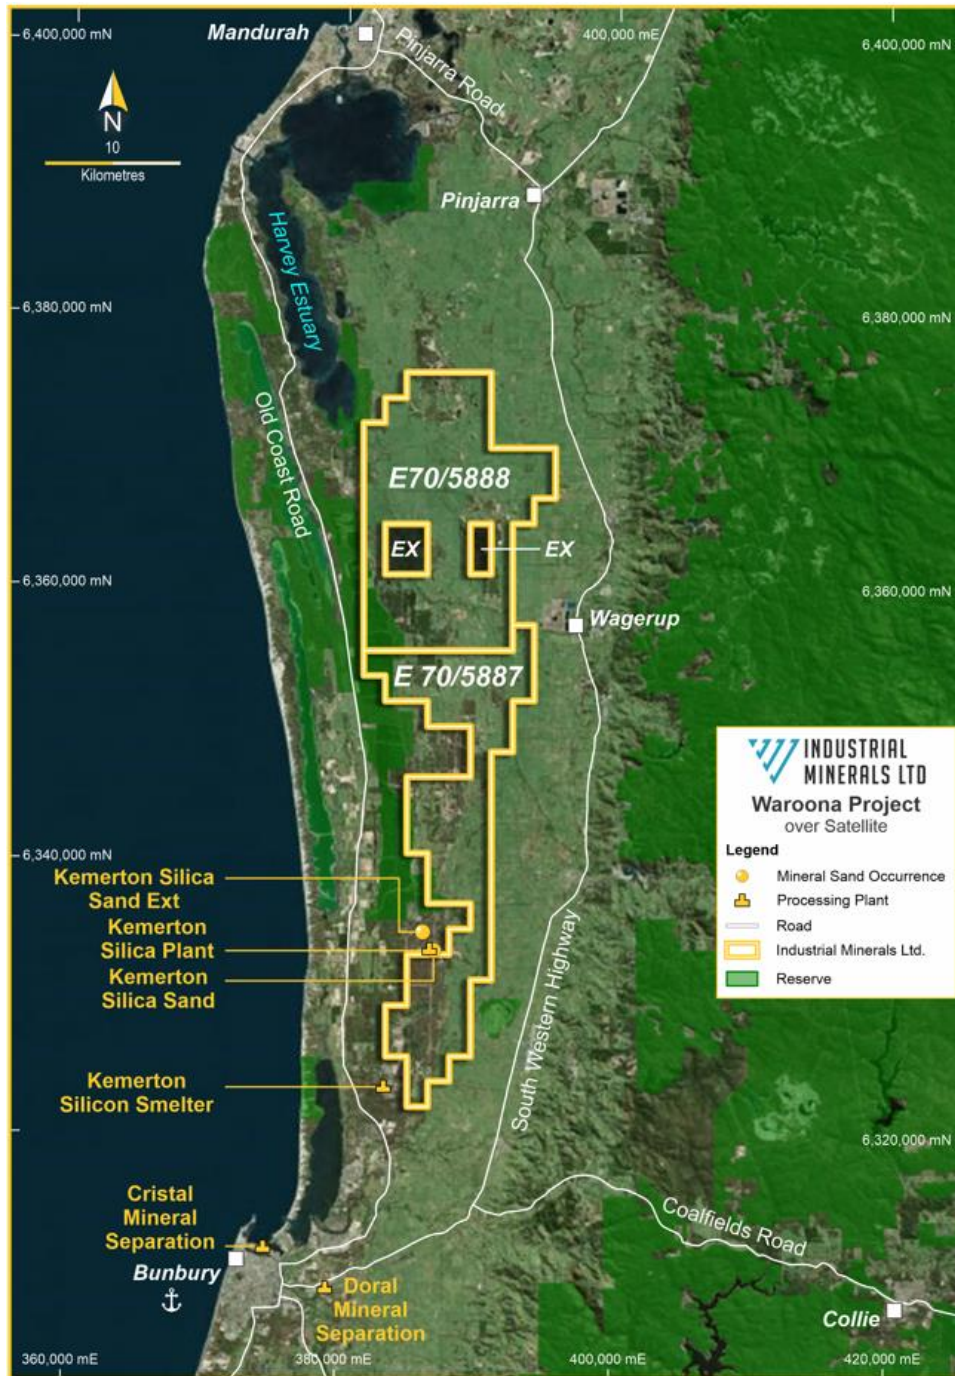 6,400,000 mN
Mandurah
400,000 mE
6,400,000 mN
Pinjarra Road
N
10
Kilometres
Pinjarra
Harvey Estuary
6,380,000 mN
6,380,000 mN
Old Coast Road
E70/5888
EX
EX
6,360,000 mN
6,360,000 mN
Wagerup
E 70/5887
INDUSTRIAL
MINERALS LTD
Waroona Project
over Satellite
Legend
Mineral Sand Occurrence
Processing Plant
Road
Industrial Minerals Ltd.
Reserve
6,340,000 mN
Kemerton Silica
Sand Ext
Kemerton
Silica Plant
Kemerton
Silica Sand
South Western Highway
Kemerton
Silicon Smelter
6,320,000 mN
Cristal
Mineral
Separation
Coalfields Road
Bunbury
Doral
Mineral
Separation
Collie
360,000 mE
380,000 mE
400,000 mE
420,000 mE